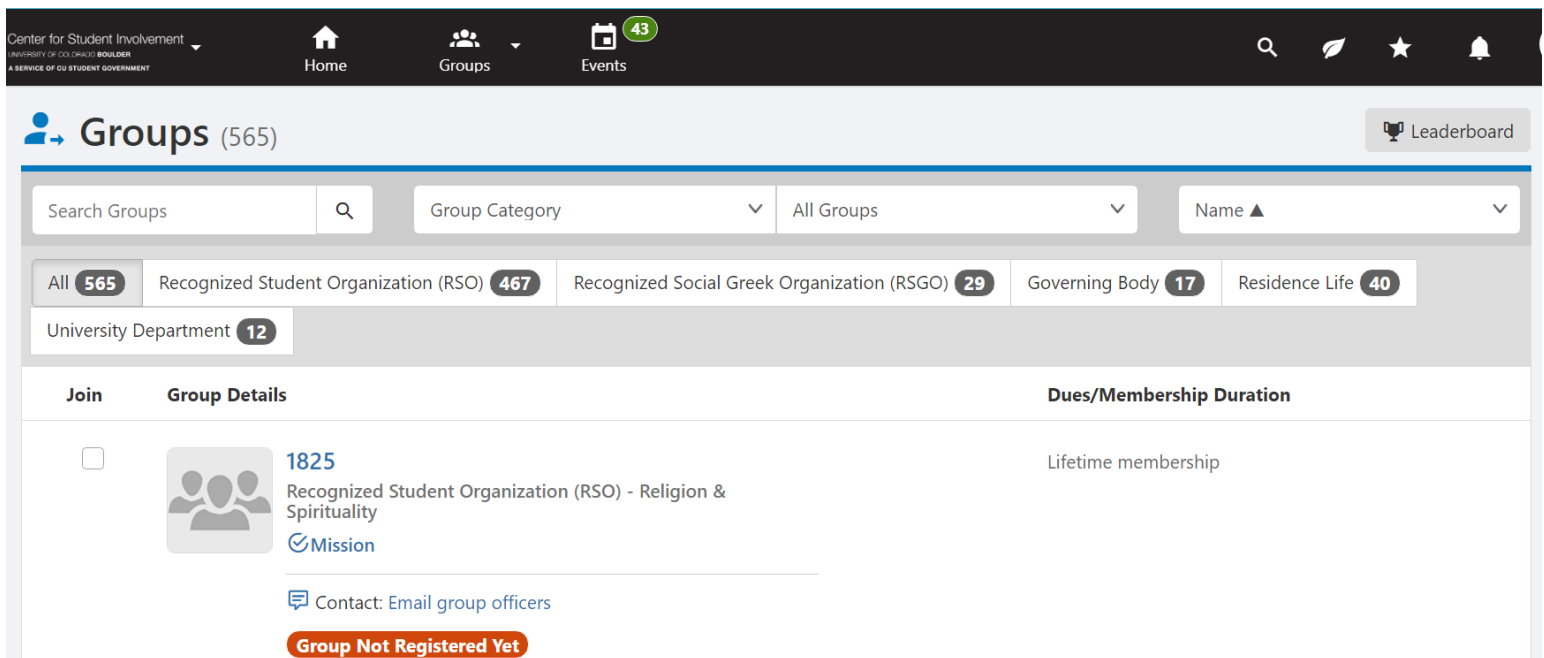 Center for Student Involvement
UNIVERSITY OF COLORADO BOULDER
A SERVICE OF CU STUDENT GOVERNMENT
Home
Groups
43
Events
Groups (565)
Leaderboard
Search Groups
Group Category
All Groups
Name ▲
All 565
Recognized Student Organization (RSO) 467
Recognized Social Greek Organization (RSGO) 29
Governing Body 17
Residence Life 40
University Department 12
Join
Group Details
Dues/Membership Duration
1825
Lifetime membership
Recognized Student Organization (RSO) - Religion &
Spirituality
Mission
Contact: Email group officers
Group Not Registered Yet